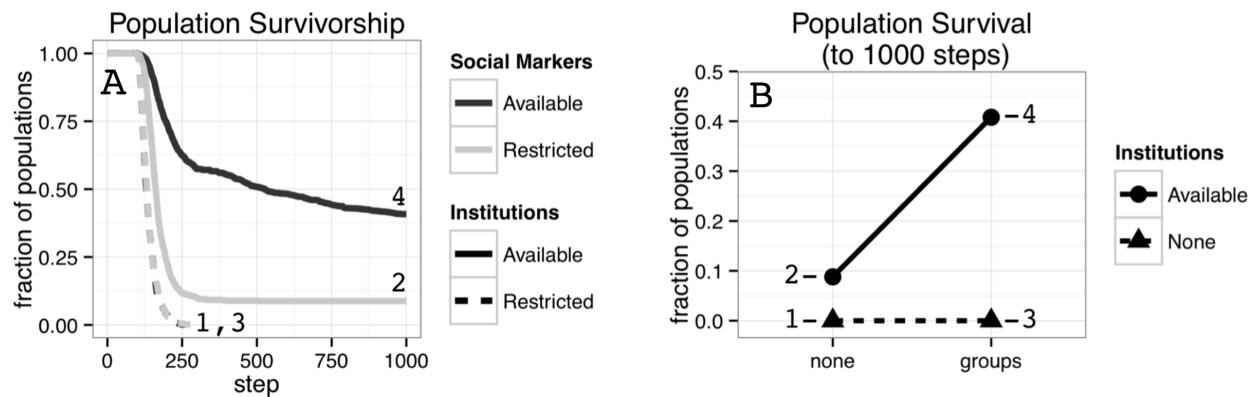 Population Survivorship
A
fraction of populations
1.00
0.75
0.50
0.25
0.00
4
2
1,3
0
250
500
750
1000
step
Social Markers
Available
Restricted
Institutions
Available
Restricted
Population Survival
(to 1000 steps)
B
fraction of populations
0.5
0.4
0.3
0.2
0.1
0.0
4
2
1
3
none
groups
Institutions
Available
None